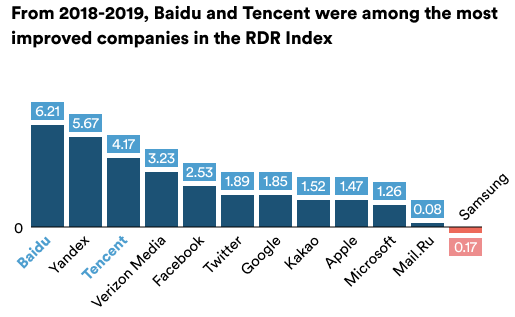 From 2018-2019, Baidu and Tencent were among the most
improved companies in the RDR Index
6.21
5.67
4.17
3.23
2.53
1.89
1.85
1.52
1.47
1.26
0.08
0.17
0
Baidu
Yandex
Tencent
Verizon Media
Facebook
Twitter
Google
Kakao
Apple
Microsoft
Mail.Ru
Samsung